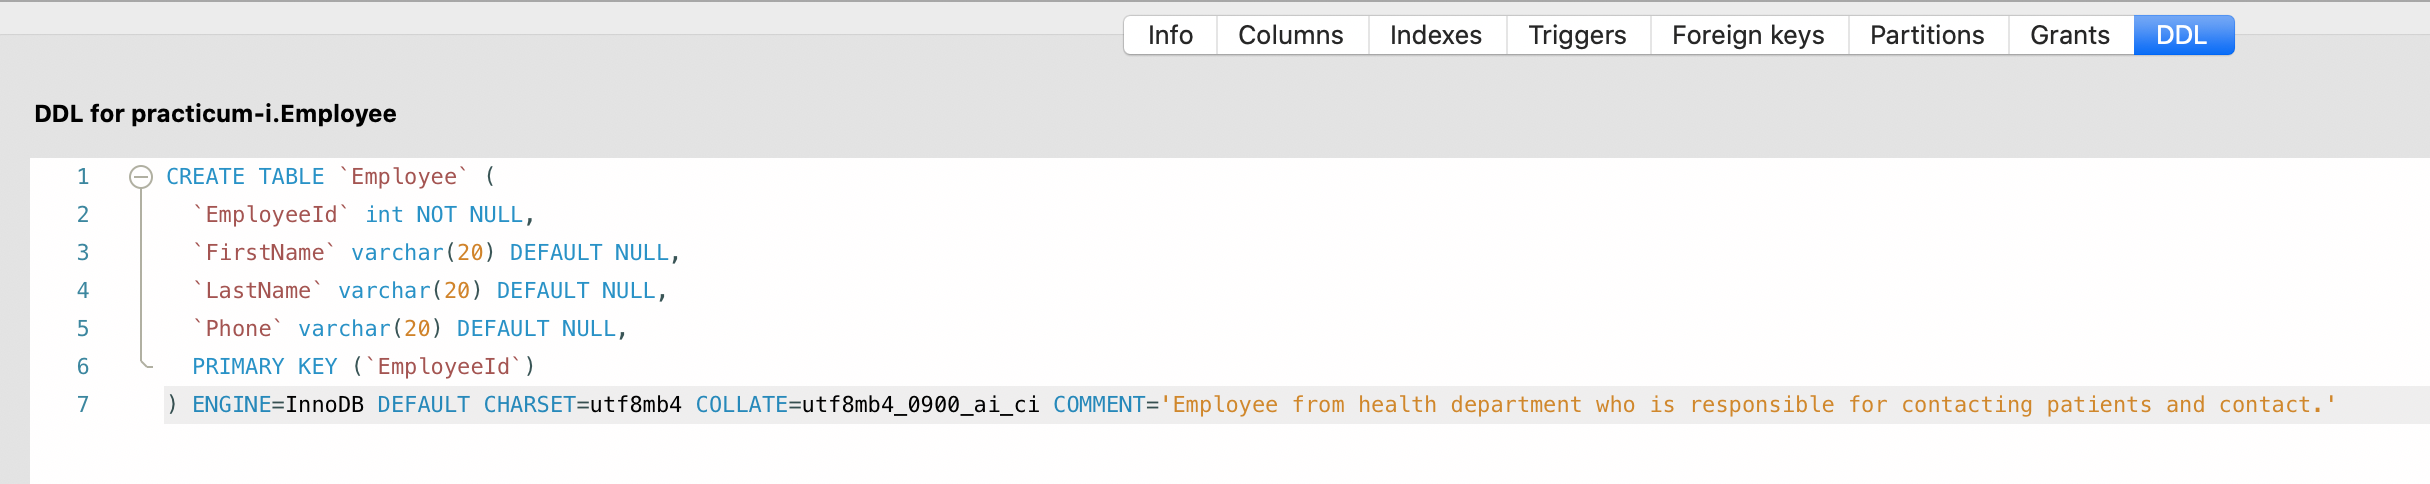 Info Columns Indexes Triggers Foreign keys Partitions Grants DDL
DDL for practicum-i.Employee
1 CREATE TABLE `Employee` (
2 `EmployeeId` int NOT NULL,
3 `FirstName` varchar(20) DEFAULT NULL,
4 `LastName` varchar(20) DEFAULT NULL,
5 `Phone` varchar(20) DEFAULT NULL,
6 PRIMARY KEY (`EmployeeId`)
7 ) ENGINE=InnoDB DEFAULT CHARSET=utf8mb4 COLLATE=utf8mb4_0900_ai_ci COMMENT='Employee from health department who is responsible for contacting patients and contact.'